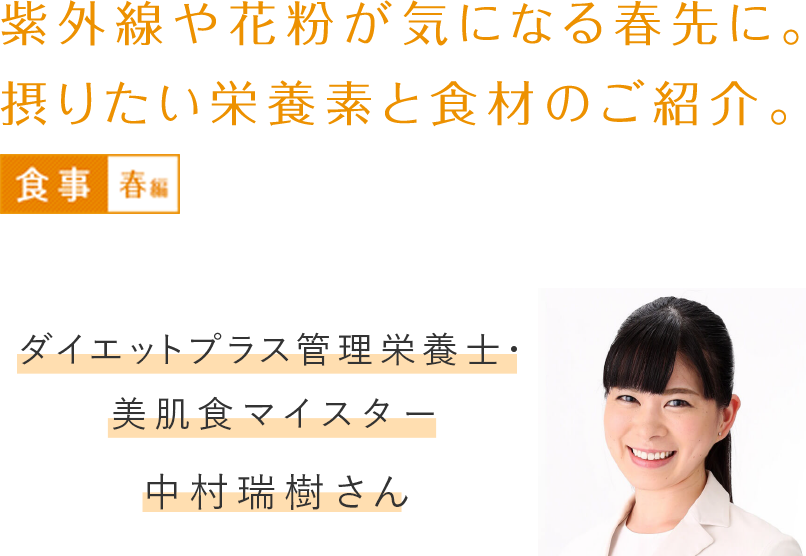 紫外線や花粉が気になる春先に。
摂りたい栄養素と食材のご紹介。
食事 春編
ダイエットプラス管理栄養士・
美肌食マイスター
中村瑞樹さん